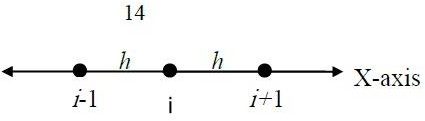 14
h h
X-axis
i-1 i i+1